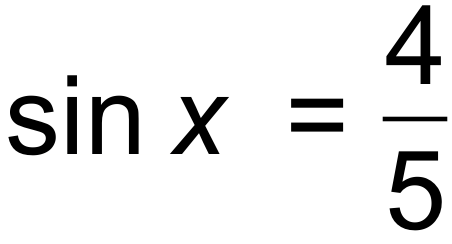 sin x = 4/5